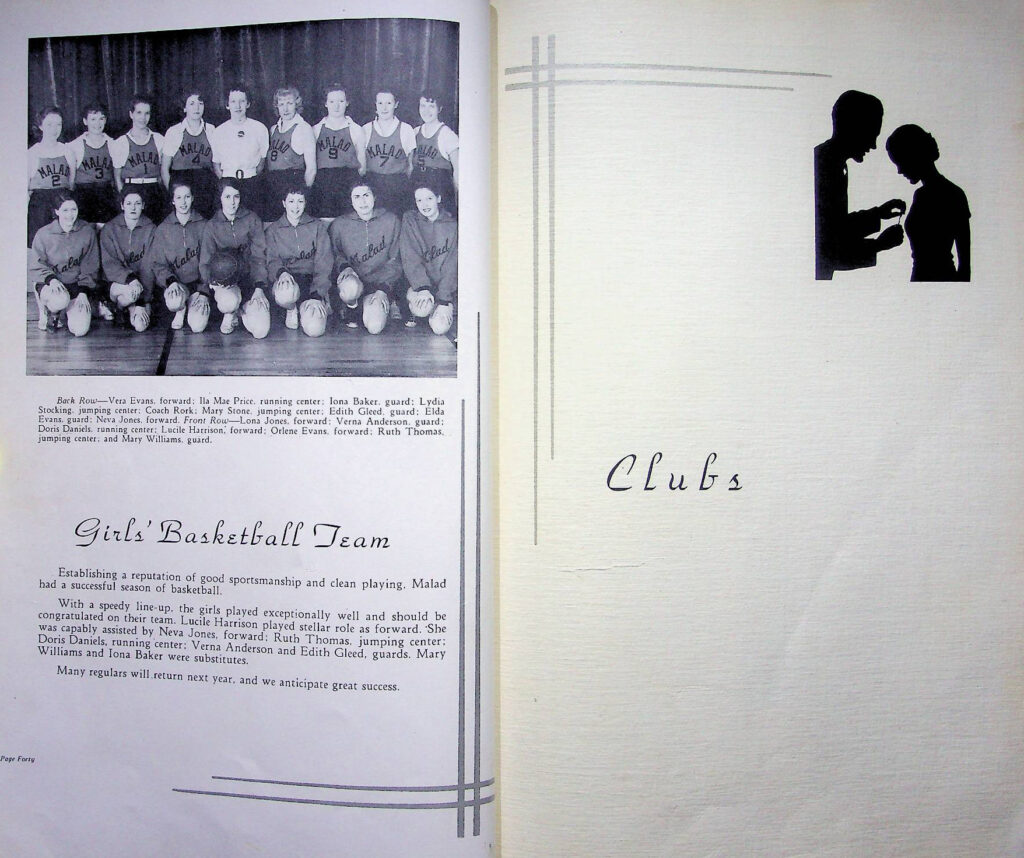 MALAD
2
MALAD
3
MALAD
1
MALAD
4
MALAD
8
MALAD
9
MALAD
7
MALAD
5
Malad
Malad
Back Row—Vera Evans, forward; Ila Mae Price, running center; Iona Baker, guard; Lydia
Stocking, jumping center; Coach Rork; Mary Stone, jumping center; Edith Gleed, guard; Elda
Evans, guard; Neva Jones, forward. Front Row—Lona Jones, forward; Verna Anderson, guard;
Doris Daniels, running center; Lucile Harrison, forward; Orlene Evans, forward; Ruth Thomas,
jumping center; and Mary Williams, guard.
Girls' Basketball Team
Establishing a reputation of good sportsmanship and clean playing, Malad
had a successful season of basketball.
With a speedy line-up, the girls played exceptionally well and should be
congratulated on their team. Lucile Harrison played stellar role as forward. She
was capably assisted by Neva Jones, forward; Ruth Thomas, jumping center;
Doris Daniels, running center; Verna Anderson and Edith Gleed, guards. Mary
Williams and Iona Baker were substitutes.
Many regulars will return next year, and we anticipate great success.
Page Forty
Clubs